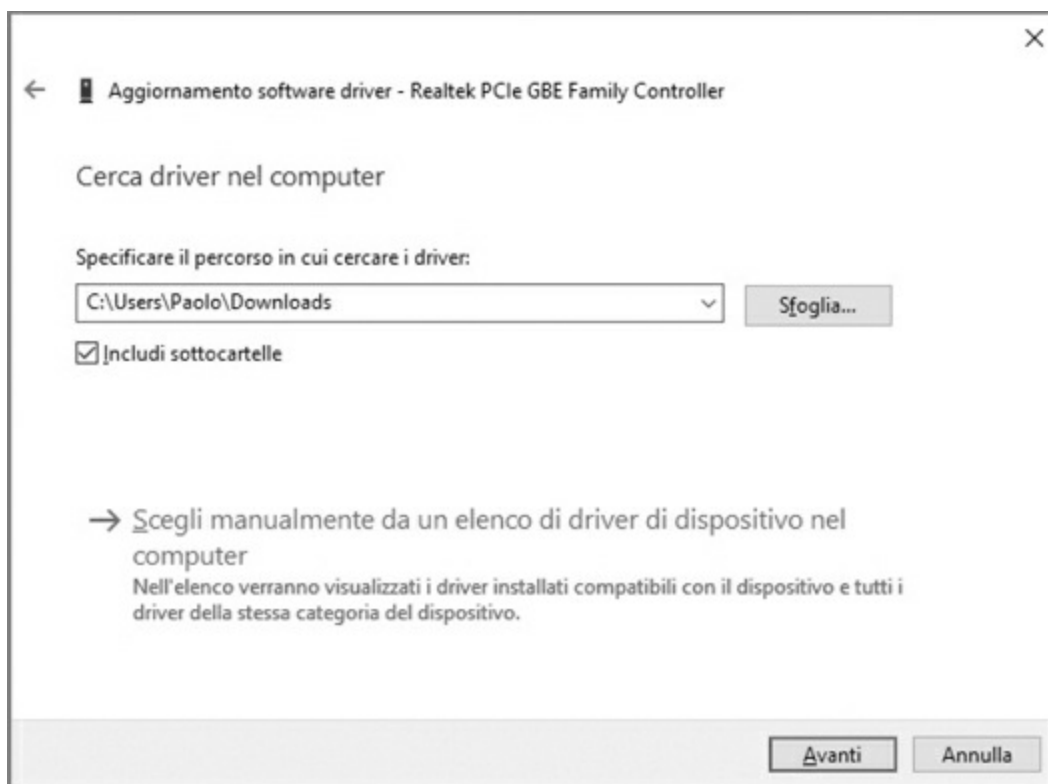 Aggiornamento software driver - Realtek PCIe GBE Family Controller
Cerca driver nel computer
Specificare il percorso in cui cercare i driver:
C:\Users\Paolo\Downloads
Sfoglia...
Includi sottocartelle
Scegli manualmente da un elenco di driver di dispositivo nel
computer
Nell'elenco verranno visualizzati i driver installati compatibili con il dispositivo e tutti i
driver della stessa categoria del dispositivo.
Avanti
Annulla